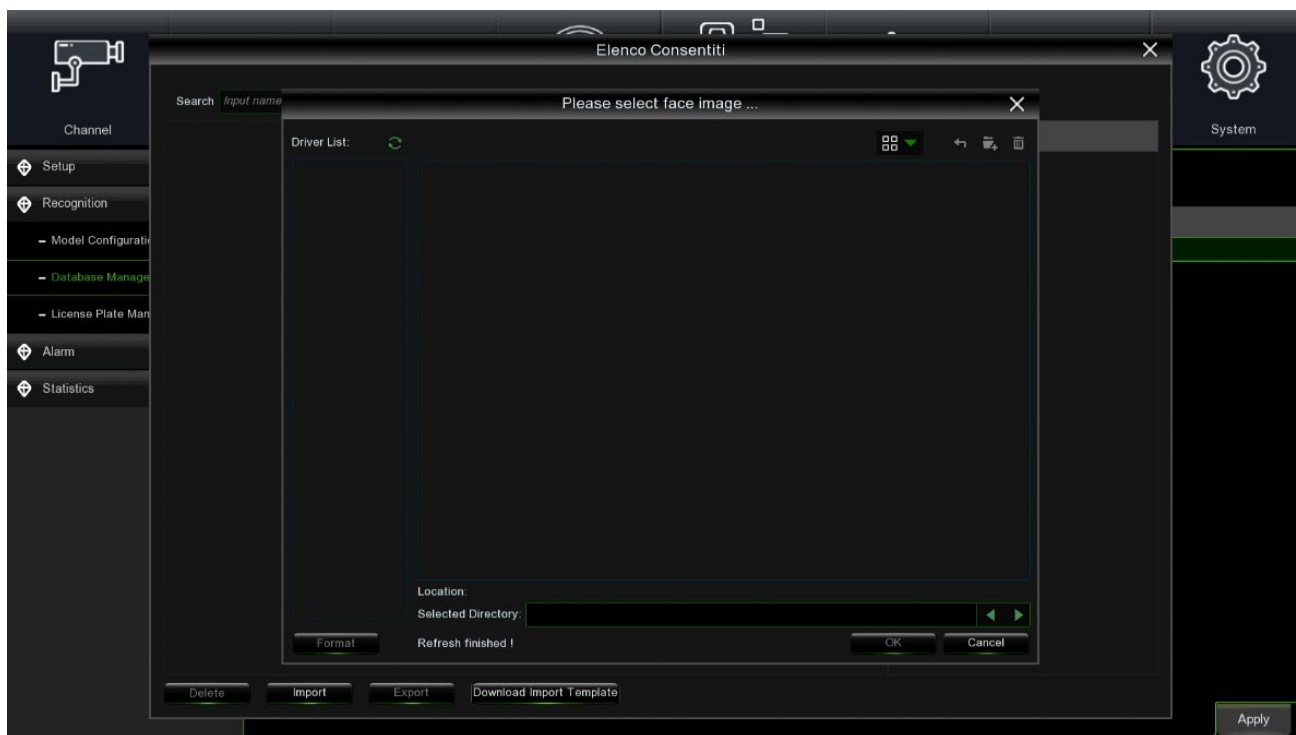 Elenco Consentiti
Channel
System
Search Input name
Please select face image ...
Driver List:
Setup
Recognition
Model Configurati
Database Manage
License Plate Man
Alarm
Statistics
Location:
Selected Directory:
Format
Refresh finished !
OK
Cancel
Delete
Import
Export
Download Import Template
Apply